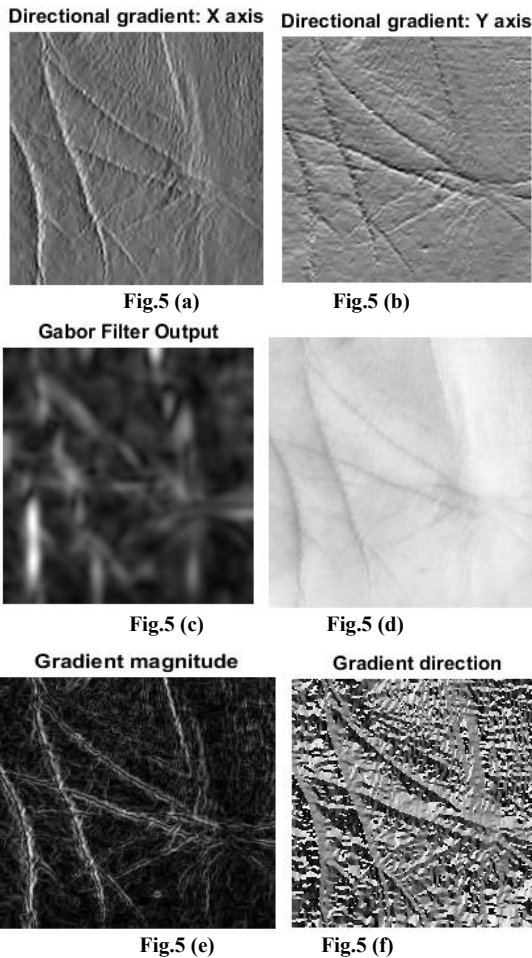 Directional gradient: X axis
Directional gradient: Y axis
Fig.5 (a)
Fig.5 (b)
Gabor Filter Output
Fig.5 (c)
Fig.5 (d)
Gradient magnitude
Gradient direction
Fig.5 (e)
Fig.5 (f)